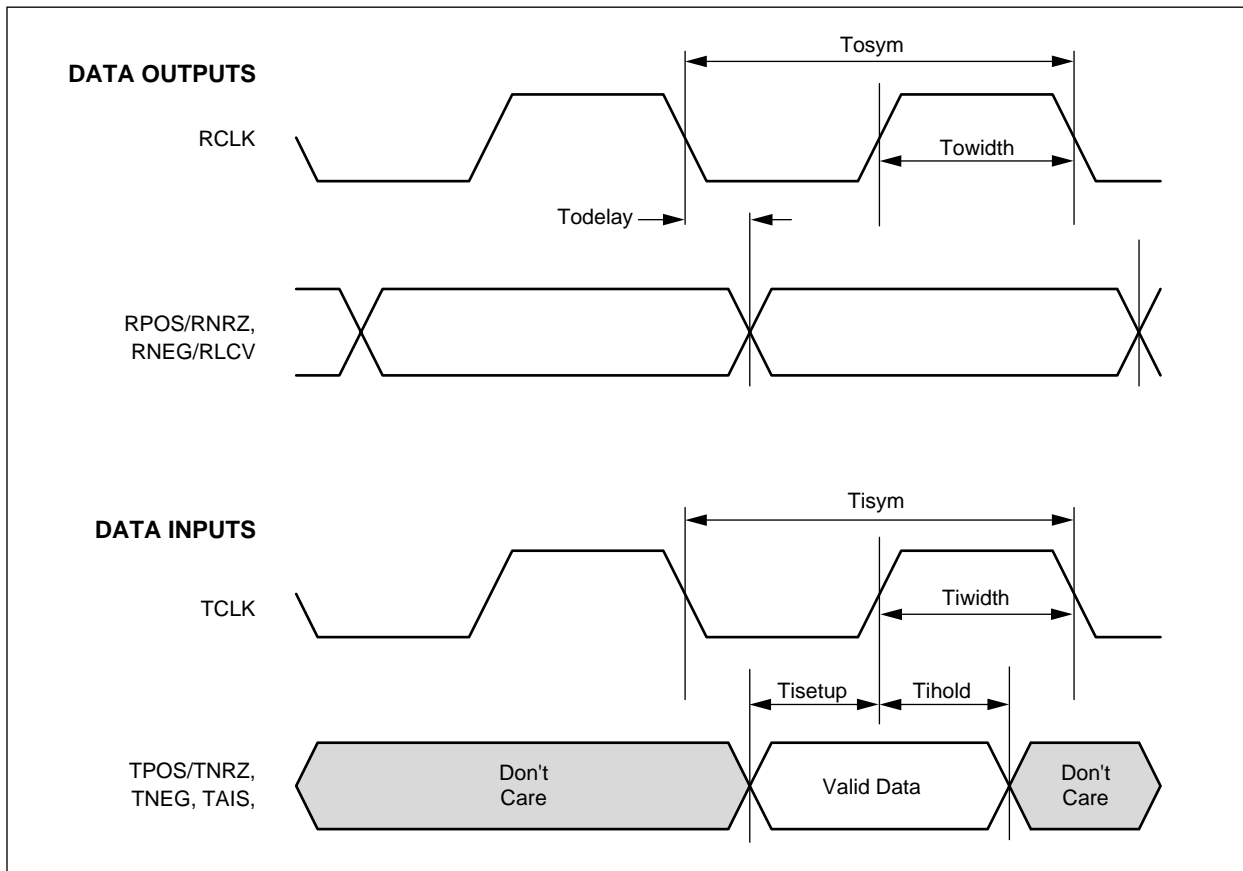 Tosym
DATA OUTPUTS
RCLK
Towidth
Todelay
RPOS/RNRZ,
RNEG/RLCV
Tisym
DATA INPUTS
TCLK
Tiwidth
Tisetup
Tihold
TPOS/TNRZ,
TNEG, TAIS,
Don't
Care
Valid Data
Don't
Care